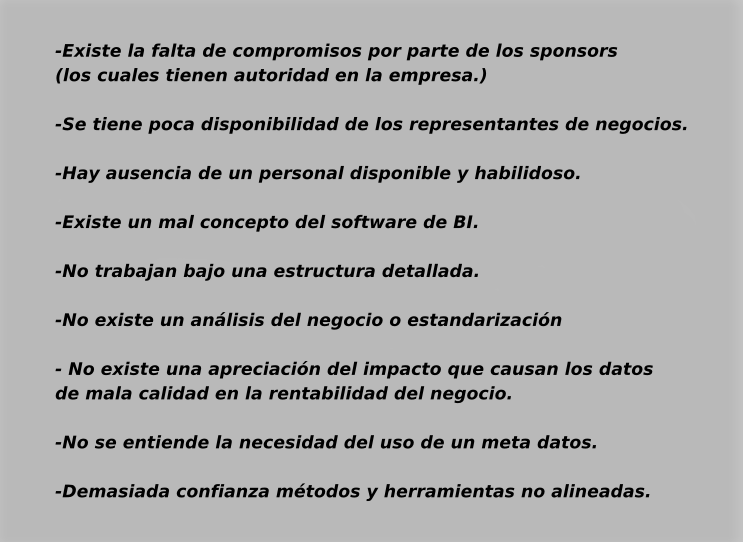 -Existe la falta de compromisos por parte de los sponsors
(los cuales tienen autoridad en la empresa.)
-Se tiene poca disponibilidad de los representantes de negocios.
-Hay ausencia de un personal disponible y habilidoso.
-Existe un mal concepto del software de BI.
-No trabajan bajo una estructura detallada.
-No existe un análisis del negocio o estandarización
- No existe una apreciación del impacto que causan los datos
de mala calidad en la rentabilidad del negocio.
-No se entiende la necesidad del uso de un meta datos.
-Demasiada confianza métodos y herramientas no alineadas.